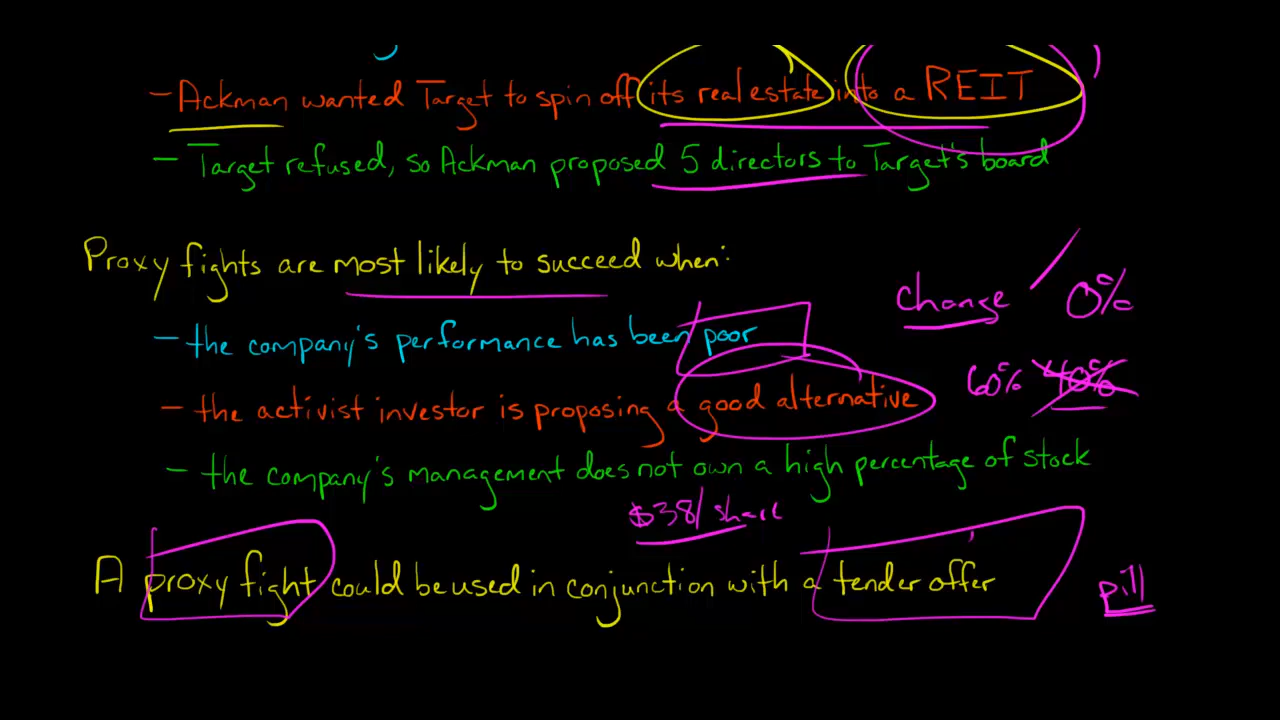 - Ackman wanted Target to spin off its real estate into a REIT
- Target refused, so Ackman proposed 5 directors to Target's board
Proxy fights are most likely to succeed when:
change 0%
- the company's performance has been poor
60% 40%
- the activist investor is proposing a good alternative
- the company's management does not own a high percentage of stock
$38/share
A proxy fight could be used in conjunction with a tender offer
pill